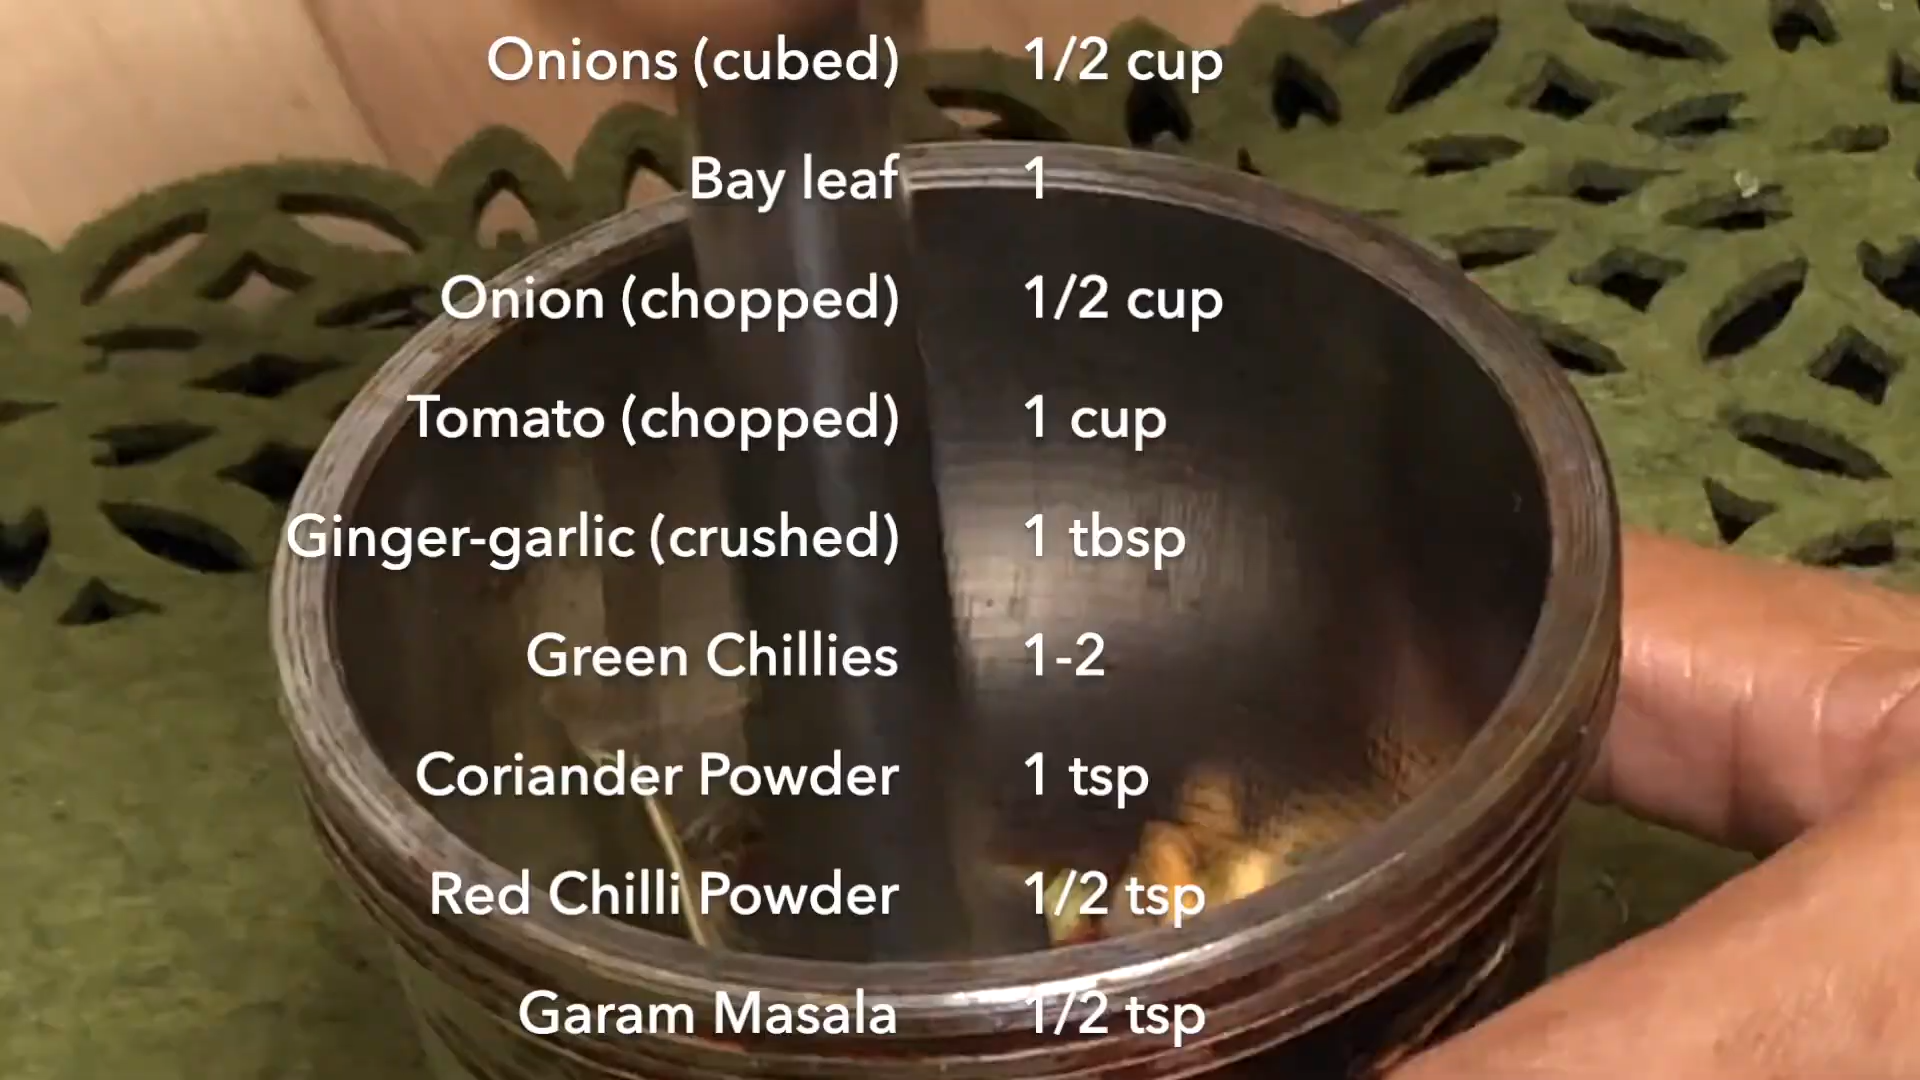 Onions (cubed) 1/2 cup
Bay leaf 1
Onion (chopped) 1/2 cup
Tomato (chopped) 1 cup
Ginger-garlic (crushed) 1 tbsp
Green Chillies 1-2
Coriander Powder 1 tsp
Red Chilli Powder 1/2 tsp
Garam Masala 1/2 tsp